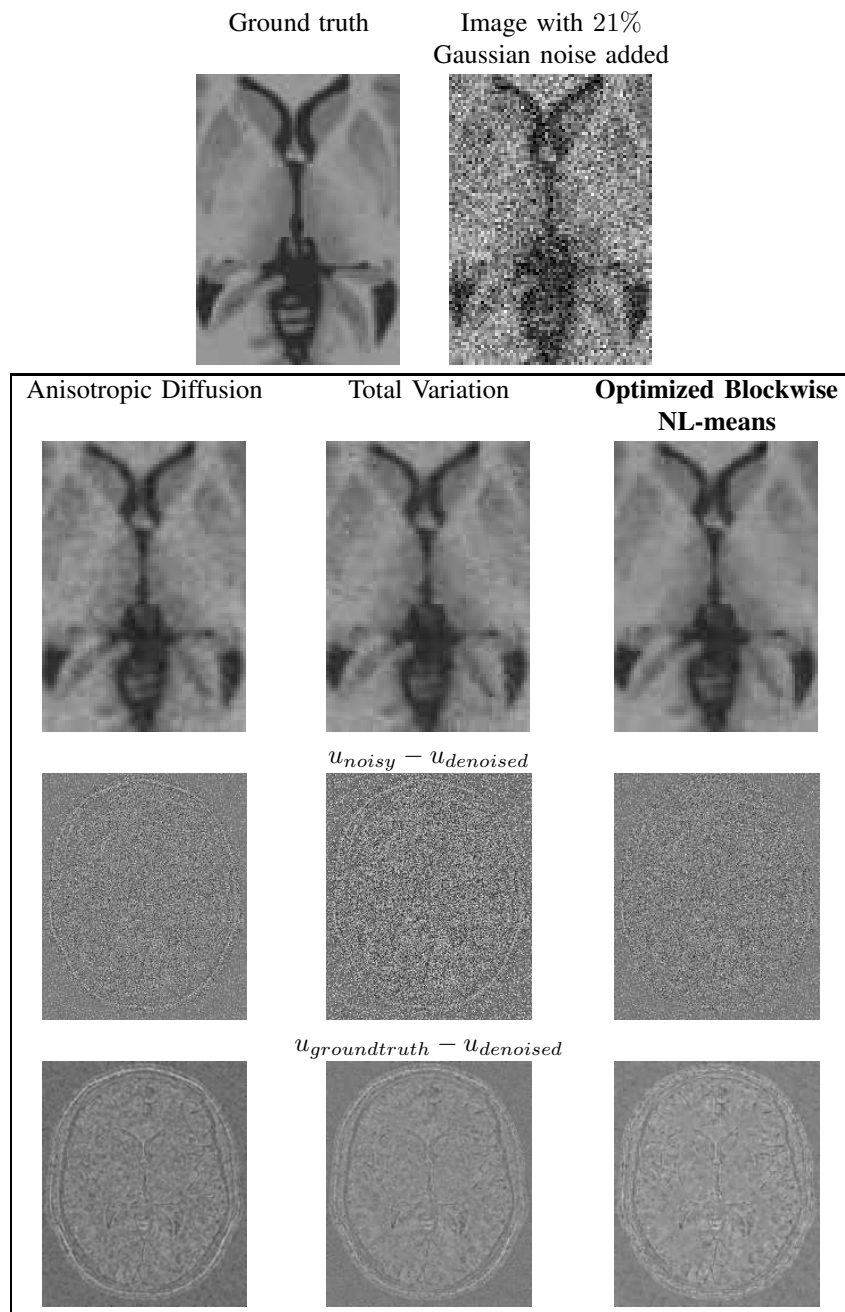 Ground truth
Image with 21%
Gaussian noise added
Anisotropic Diffusion
Total Variation
Optimized Blockwise
NL-means
u_{noisy} − u_{denoised}
u_{groundtruth} − u_{denoised}